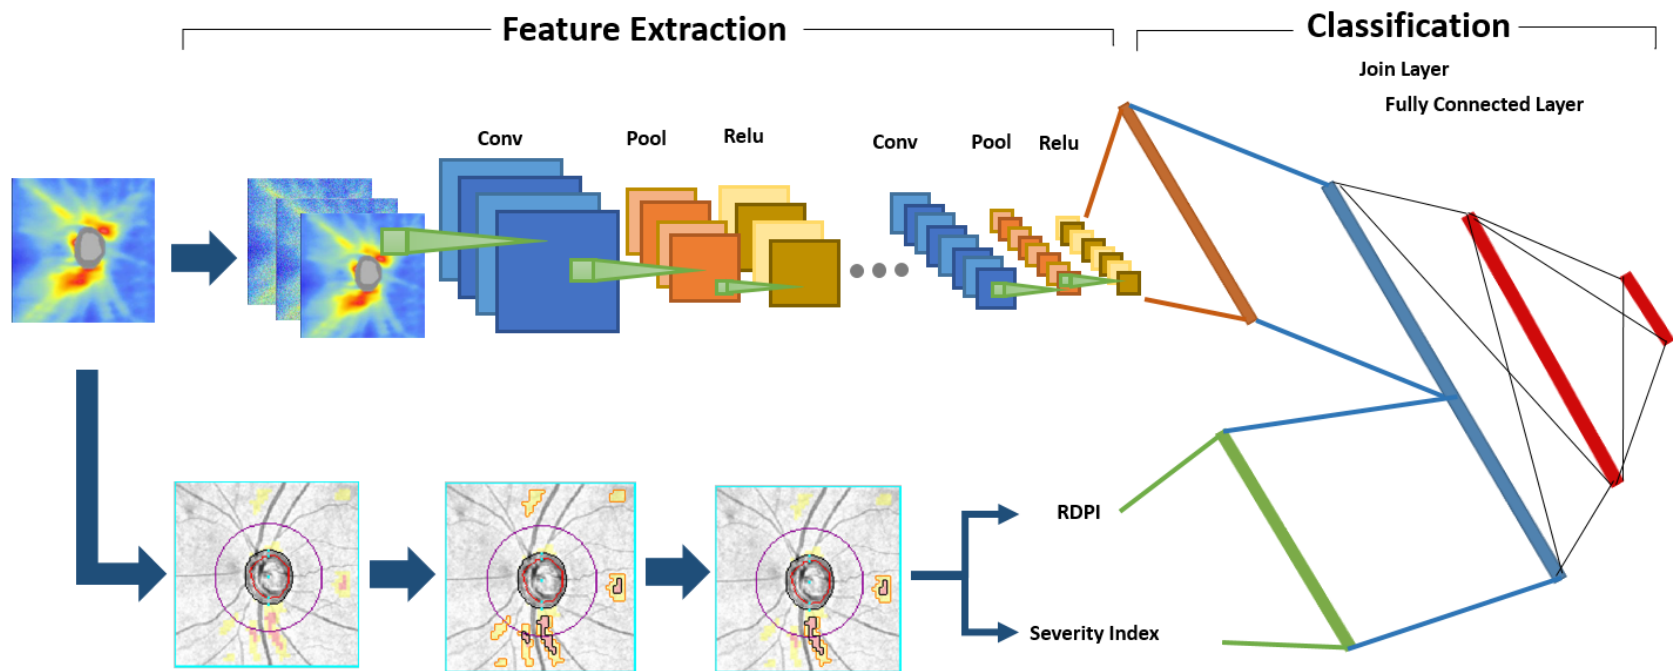 Feature Extraction
Classification
Join Layer
Fully Connected Layer
Conv
Pool
Relu
Conv
Pool
Relu
RDPI
Severity Index